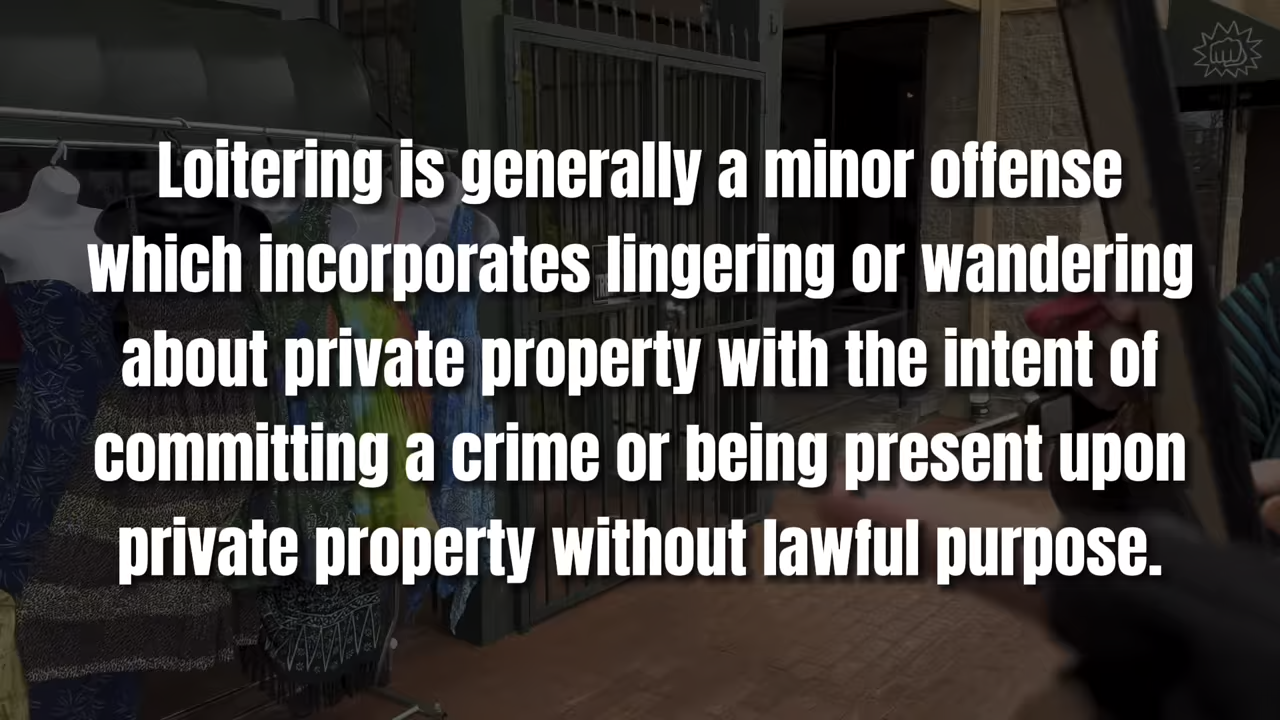 Loitering is generally a minor offense
which incorporates lingering or wandering
about private property with the intent of
committing a crime or being present upon
private property without lawful purpose.